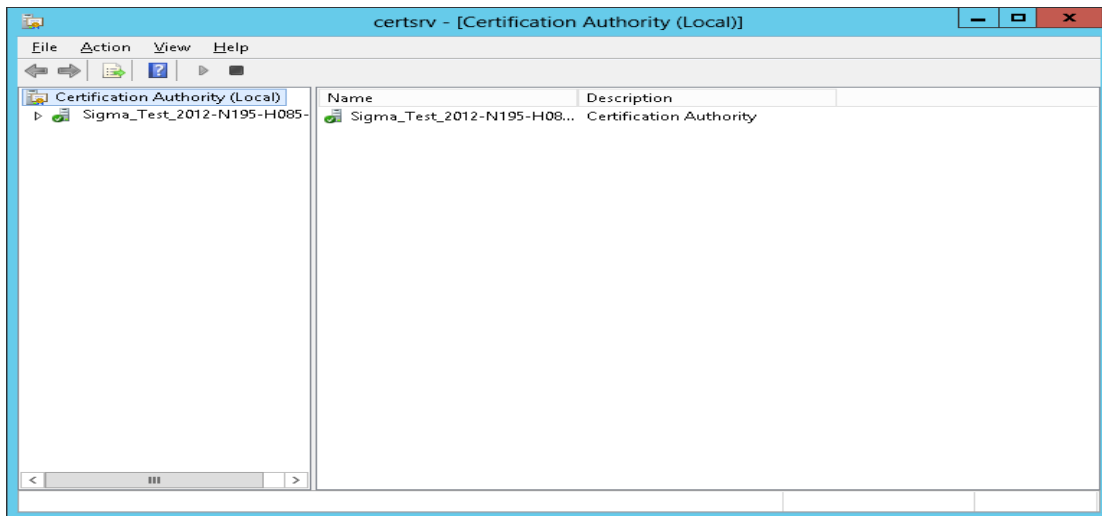 certsrv - [Certification Authority (Local)]
File Action View Help
Certification Authority (Local)
Sigma_Test_2012-N195-H085-
Name Description
Sigma_Test_2012-N195-H08... Certification Authority